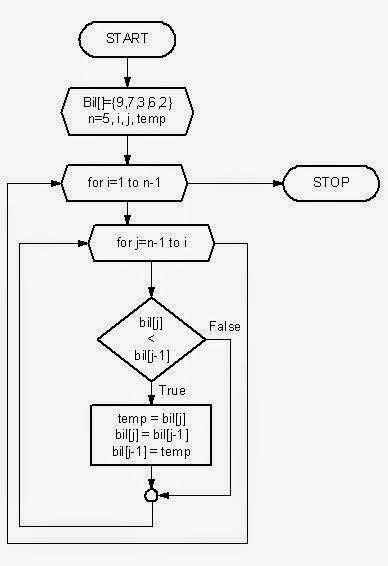 START
Bil[]={9,7,3,6,2}
n=5, i, j, temp
for i=1 to n-1
STOP
for j=n-1 to i
bil[j]
<
bil[j-1]
False
True
temp = bil[j]
bil[j] = bil[j-1]
bil[j-1] = temp